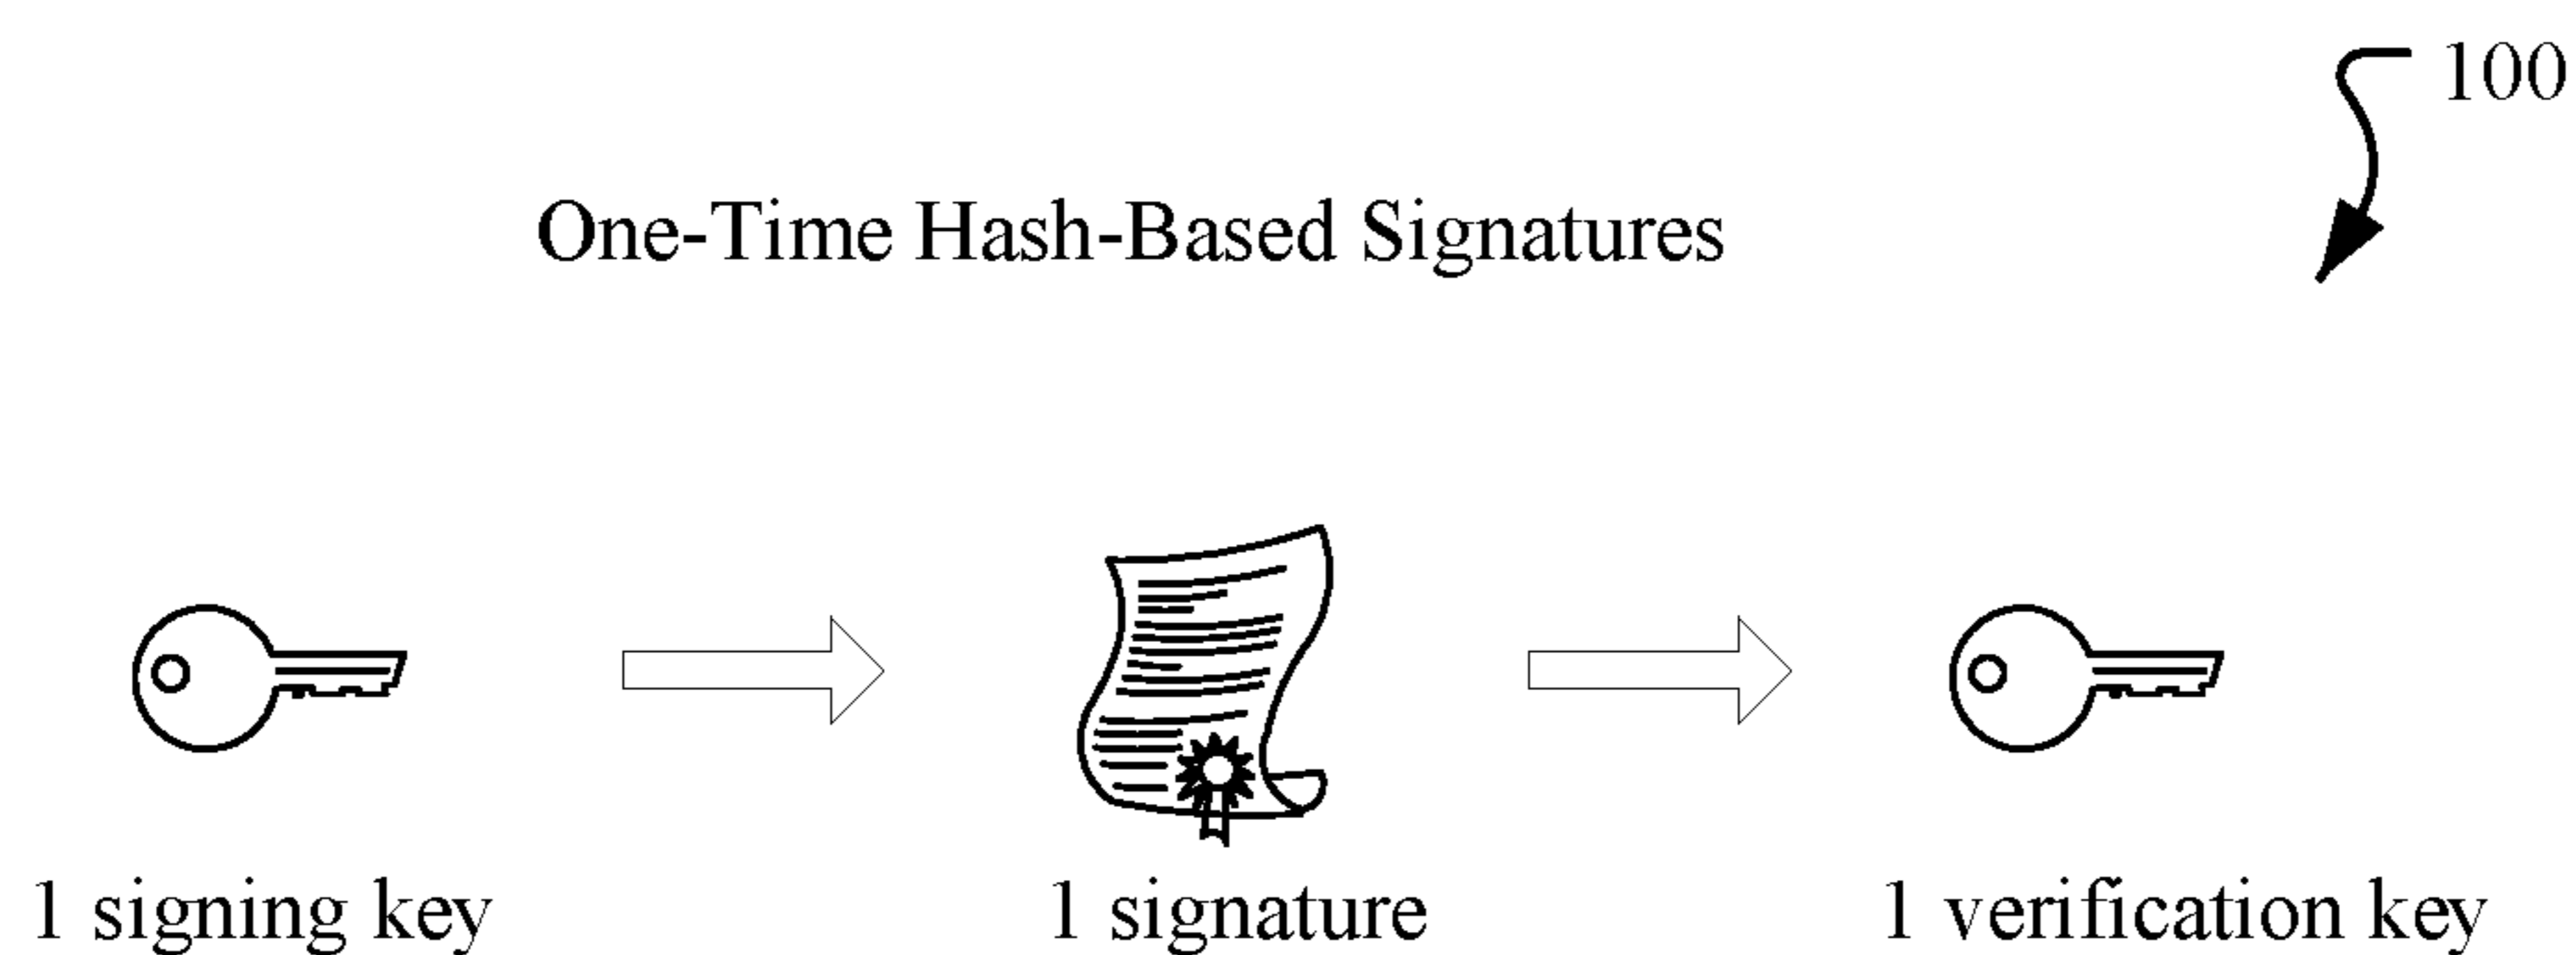 100
One-Time Hash-Based Signatures
1 signing key
1 signature
1 verification key